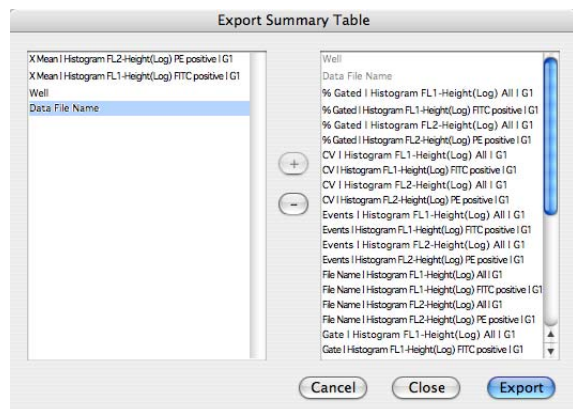 Export Summary Table
X Mean | Histogram FL2-Height(Log) PE positive | G1
X Mean | Histogram FL1-Height(Log) FITC positive | G1
Well
Data File Name
+
-
Well
Data File Name
% Gated | Histogram FL1-Height(Log) All | G1
% Gated | Histogram FL1-Height(Log) FITC positive | G1
% Gated | Histogram FL2-Height(Log) All | G1
% Gated | Histogram FL2-Height(Log) PE positive | G1
CV | Histogram FL1-Height(Log) All | G1
CV | Histogram FL1-Height(Log) FITC positive | G1
CV | Histogram FL2-Height(Log) All | G1
CV | Histogram FL2-Height(Log) PE positive | G1
Events | Histogram FL1-Height(Log) All | G1
Events | Histogram FL1-Height(Log) FITC positive | G1
Events | Histogram FL2-Height(Log) All | G1
Events | Histogram FL2-Height(Log) PE positive | G1
File Name | Histogram FL1-Height(Log) All | G1
File Name | Histogram FL1-Height(Log) FITC positive | G1
File Name | Histogram FL2-Height(Log) All | G1
File Name | Histogram FL2-Height(Log) PE positive | G1
Gate | Histogram FL1-Height(Log) All | G1
Gate | Histogram FL1-Height(Log) FITC positive | G1
Cancel Close Export